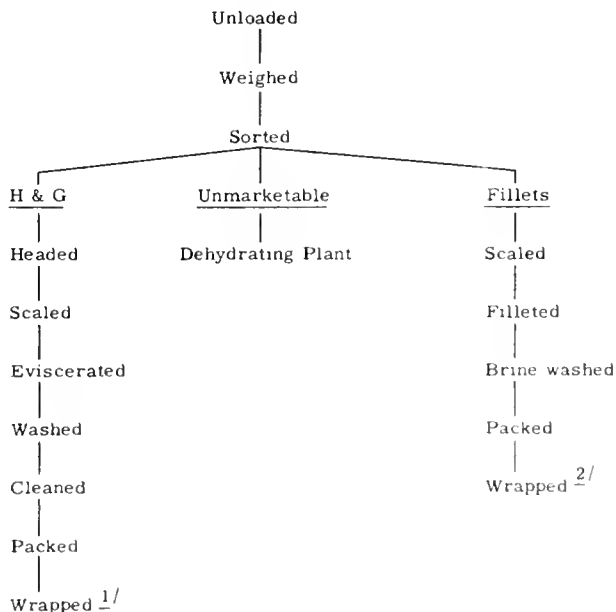 Unloaded
Weighed
Sorted
H & G Unmarketable Fillets
Headed Dehydrating Plant Scaled
Scaled Filleted
Eviscerated Brine washed
Washed Packed
Cleaned Wrapped 2/
Packed
Wrapped 1/